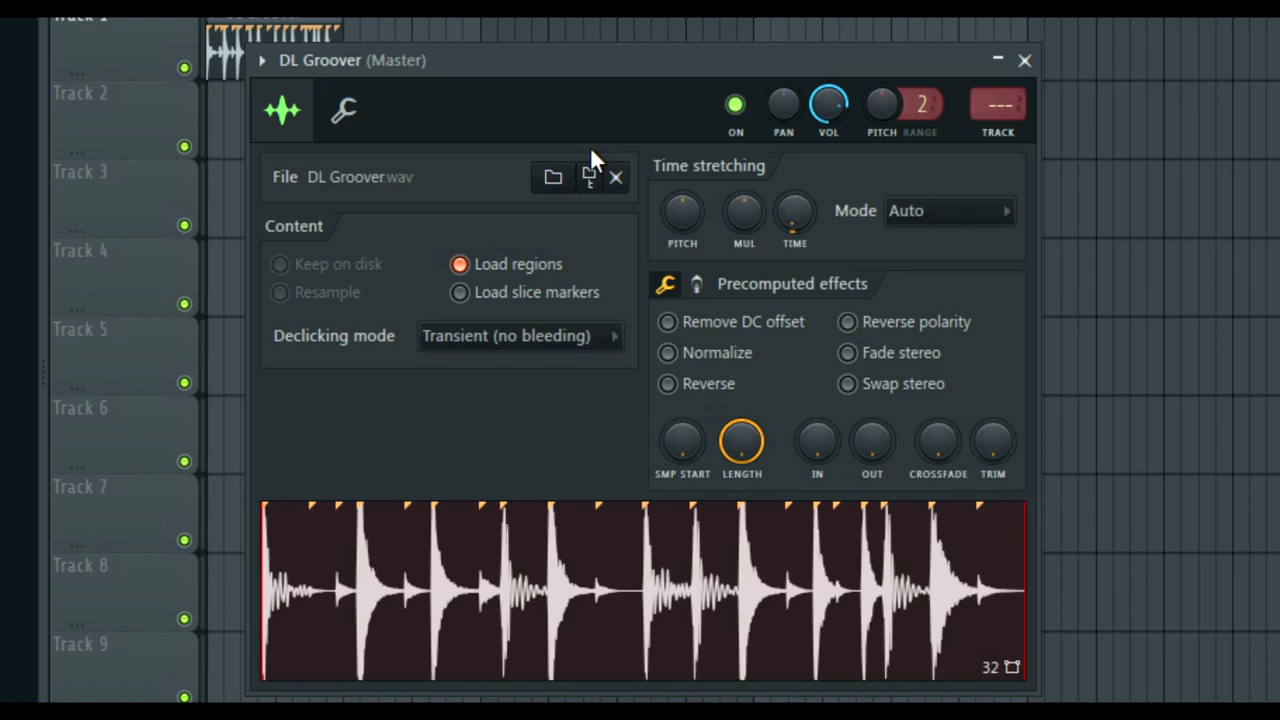 Track 1
DL Groover (Master)
Track 2
ON PAN VOL PITCH RANGE 2 --- TRACK
Track 3
File DL Groover.wav
Time stretching
PITCH MUL TIME
Mode Auto
Content
Keep on disk Load regions
Resample Load slice markers
Declicking mode Transient (no bleeding)
Precomputed effects
Remove DC offset Reverse polarity
Normalize Fade stereo
Reverse Swap stereo
SMP START LENGTH IN OUT CROSSFADE TRIM
32
Track 4
Track 5
Track 6
Track 7
Track 8
Track 9